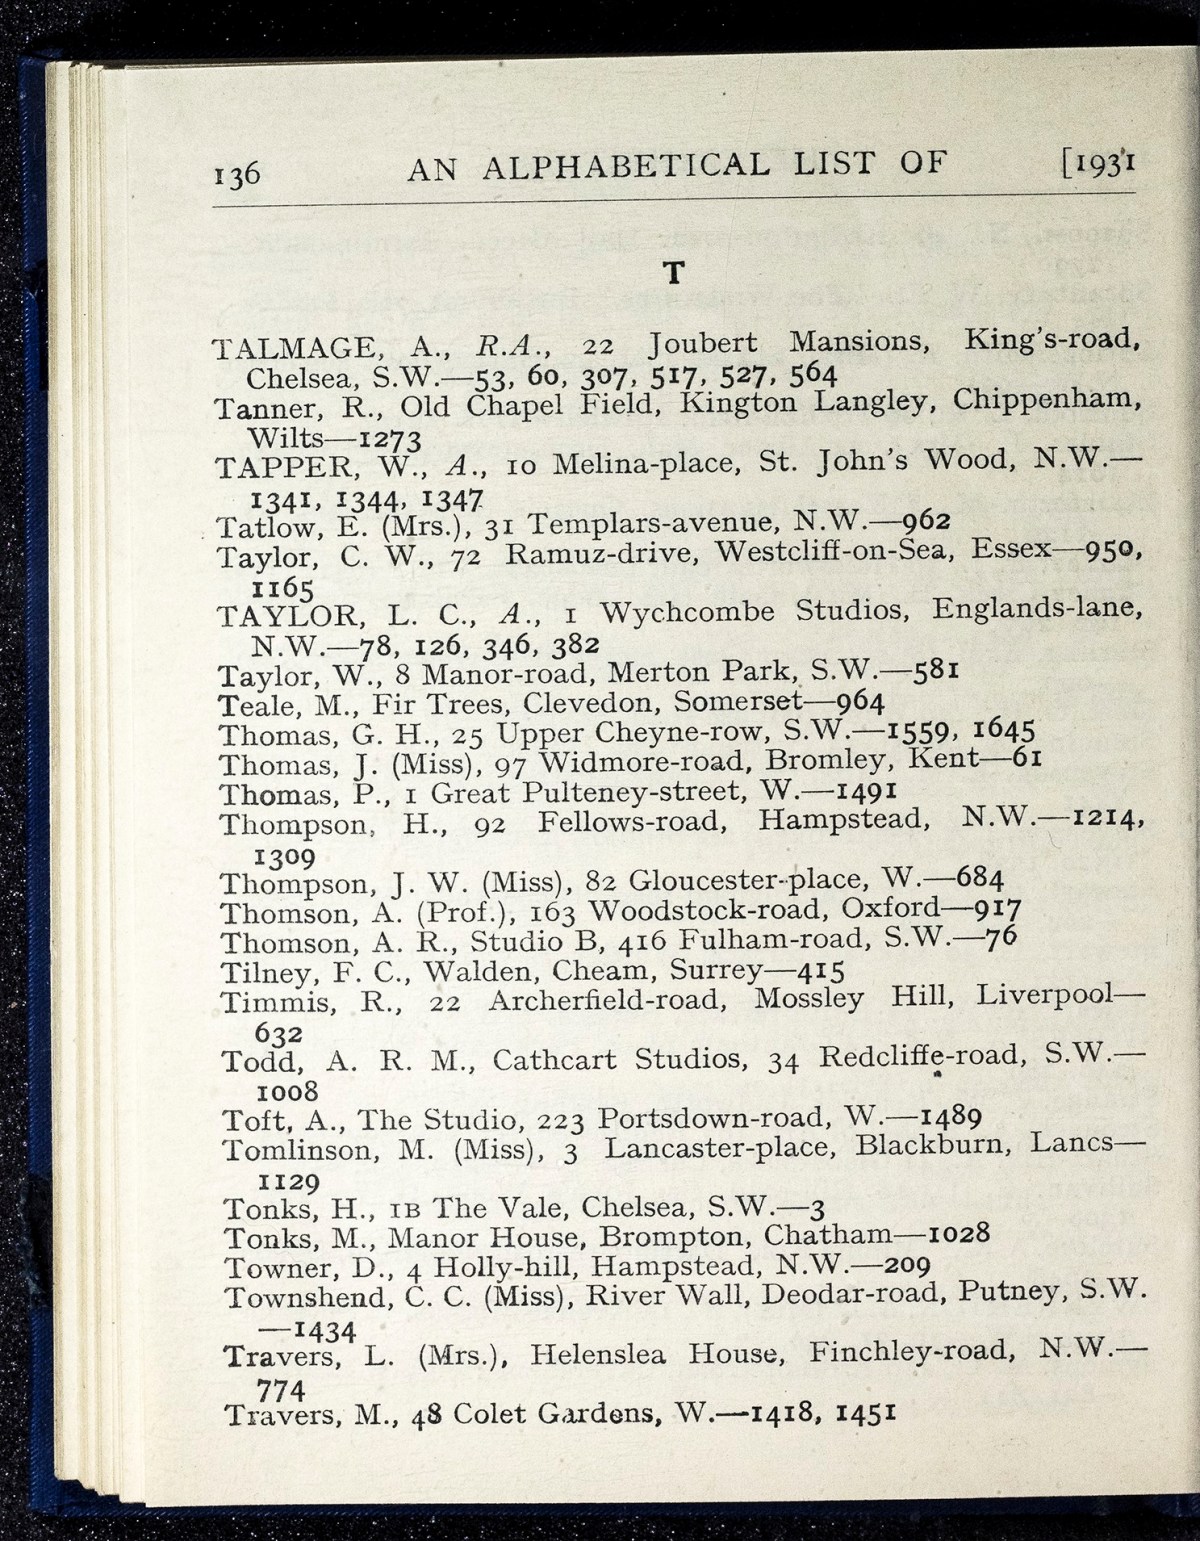 136 AN ALPHABETICAL LIST OF [1931
T
TALMAGE, A., R.A., 22 Joubert Mansions, King's-road,
Chelsea, S.W.—53, 60, 307, 517, 527, 564
Tanner, R., Old Chapel Field, Kington Langley, Chippenham,
Wilts—1273
TAPPER, W., A., 10 Melina-place, St. John's Wood, N.W.—
1341, 1344, 1347
Tatlow, E. (Mrs.), 31 Templars-avenue, N.W.—962
Taylor, C. W., 72 Ramuz-drive, Westcliff-on-Sea, Essex—950,
1165
TAYLOR, L. C., A., 1 Wychcombe Studios, Englands-lane,
N.W.—78, 126, 346, 382
Taylor, W., 8 Manor-road, Merton Park, S.W.—581
Teale, M., Fir Trees, Clevedon, Somerset—964
Thomas, G. H., 25 Upper Cheyne-row, S.W.—1559, 1645
Thomas, J. (Miss), 97 Widmore-road, Bromley, Kent—61
Thomas, P., 1 Great Pulteney-street, W.—1491
Thompson, H., 92 Fellows-road, Hampstead, N.W.—1214,
1309
Thompson, J. W. (Miss), 82 Gloucester-place, W.—684
Thomson, A. (Prof.), 163 Woodstock-road, Oxford—917
Thomson, A. R., Studio B, 416 Fulham-road, S.W.—76
Tilney, F. C., Walden, Cheam, Surrey—415
Timmis, R., 22 Archerfield-road, Mossley Hill, Liverpool—
632
Todd, A. R. M., Cathcart Studios, 34 Redcliffe-road, S.W.—
1008
Toft, A., The Studio, 223 Portsdown-road, W.—1489
Tomlinson, M. (Miss), 3 Lancaster-place, Blackburn, Lancs—
1129
Tonks, H., 1B The Vale, Chelsea, S.W.—3
Tonks, M., Manor House, Brompton, Chatham—1028
Towner, D., 4 Holly-hill, Hampstead, N.W.—209
Townshend, C. C. (Miss), River Wall, Deodar-road, Putney, S.W.
—1434
Travers, L. (Mrs.), Helenslea House, Finchley-road, N.W.—
774
Travers, M., 48 Colet Gardens, W.—1418, 1451